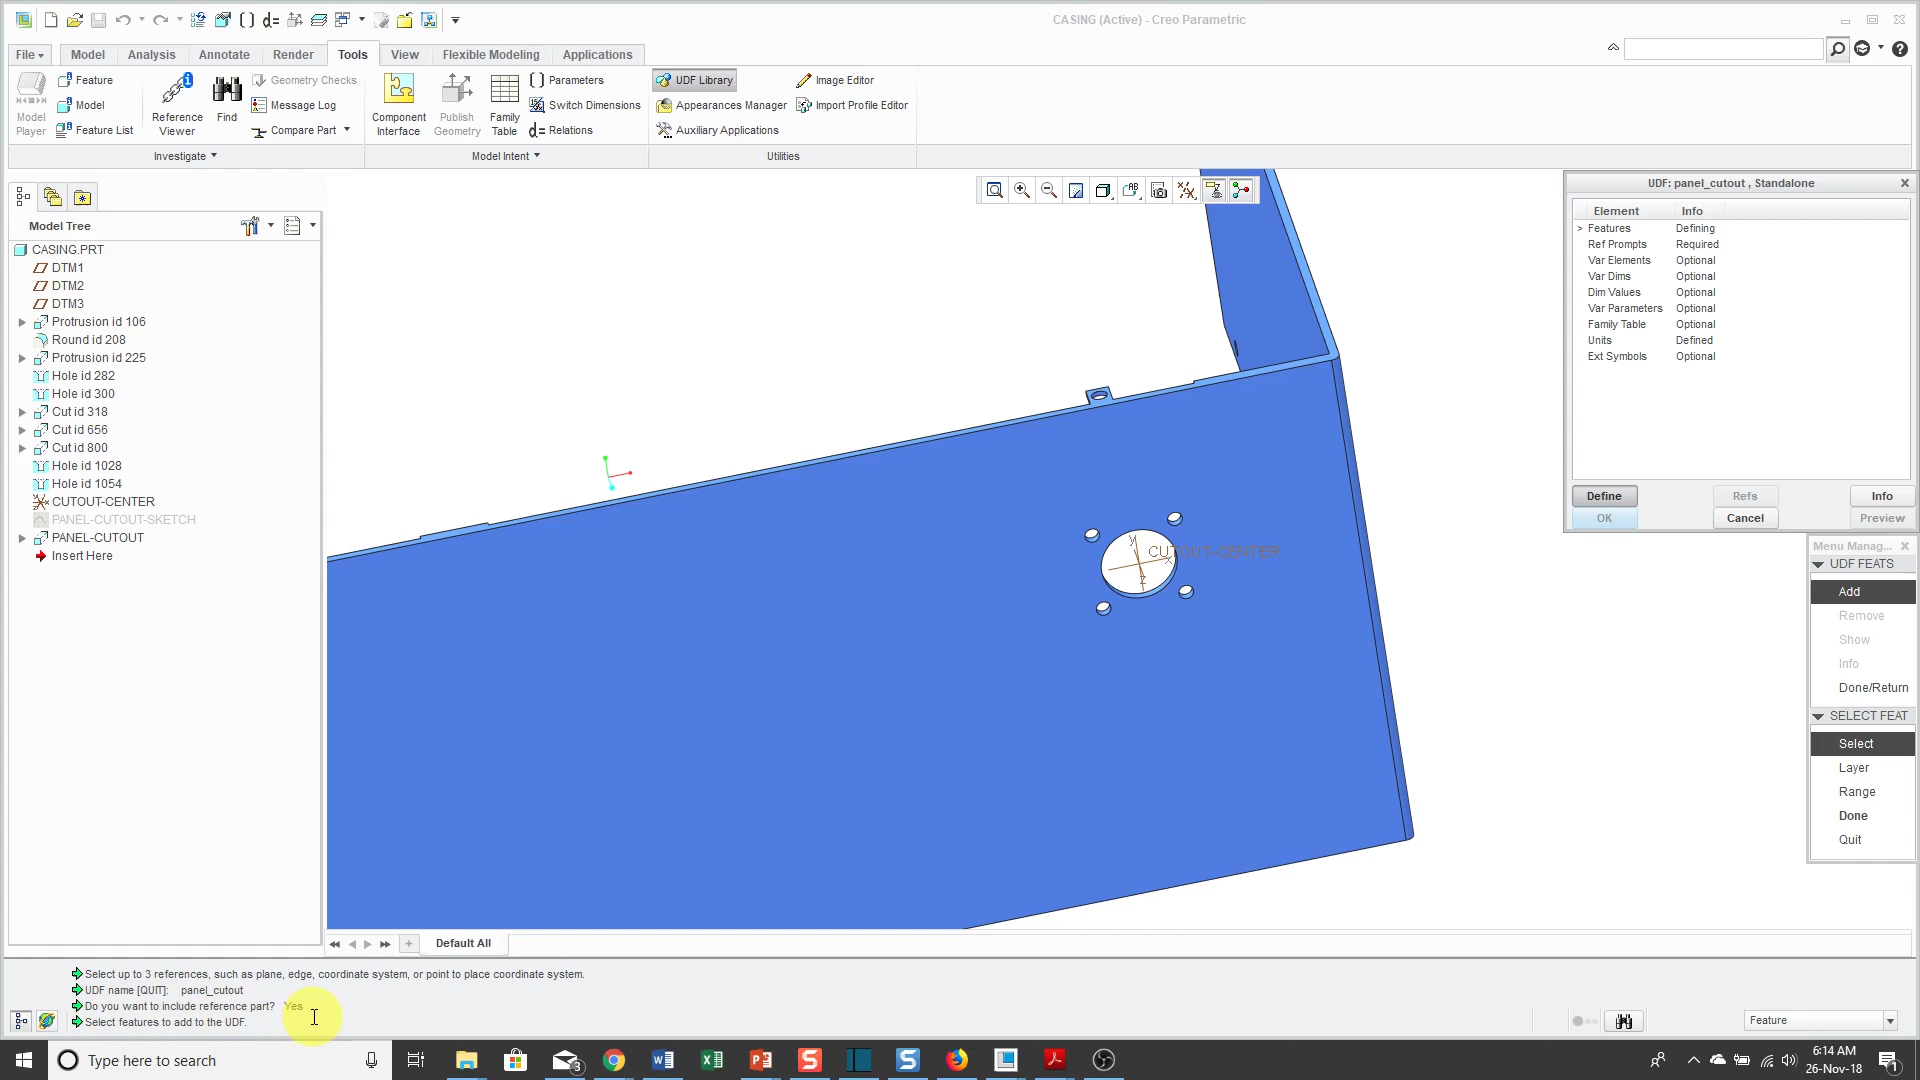 CASING (Active) - Creo Parametric
File Model Analysis Annotate Render Tools View Flexible Modeling Applications
Model Player
Feature
Model
Feature List
Reference Viewer
Find
Geometry Checks
Message Log
Compare Part
Investigate
Component Interface
Publish Geometry
Family Table
Parameters
Switch Dimensions
d= Relations
Model Intent
UDF Library
Appearances Manager
Auxiliary Applications
Image Editor
Import Profile Editor
Utilities
Model Tree
CASING.PRT
DTM1
DTM2
DTM3
Protrusion id 106
Round id 208
Protrusion id 225
Hole id 282
Hole id 300
Cut id 318
Cut id 656
Cut id 800
Hole id 1028
Hole id 1054
CUTOUT-CENTER
PANEL-CUTOUT-SKETCH
PANEL-CUTOUT
Insert Here
CUTOUT-CENTER
y
x
z
UDF: panel_cutout , Standalone
Element Info
> Features Defining
Ref Prompts Required
Var Elements Optional
Var Dims Optional
Dim Values Optional
Var Parameters Optional
Family Table Optional
Units Defined
Ext Symbols Optional
Define Refs Info
OK Cancel Preview
Menu Manag...
UDF FEATS
Add
Remove
Show
Info
Done/Return
SELECT FEAT
Select
Layer
Range
Done
Quit
Default All
Select up to 3 references, such as plane, edge, coordinate system, or point to place coordinate system.
UDF name [QUIT]: panel_cutout
Do you want to include reference part? Yes
Select features to add to the UDF.
Feature
Type here to search
3
6:14 AM
26-Nov-18
1